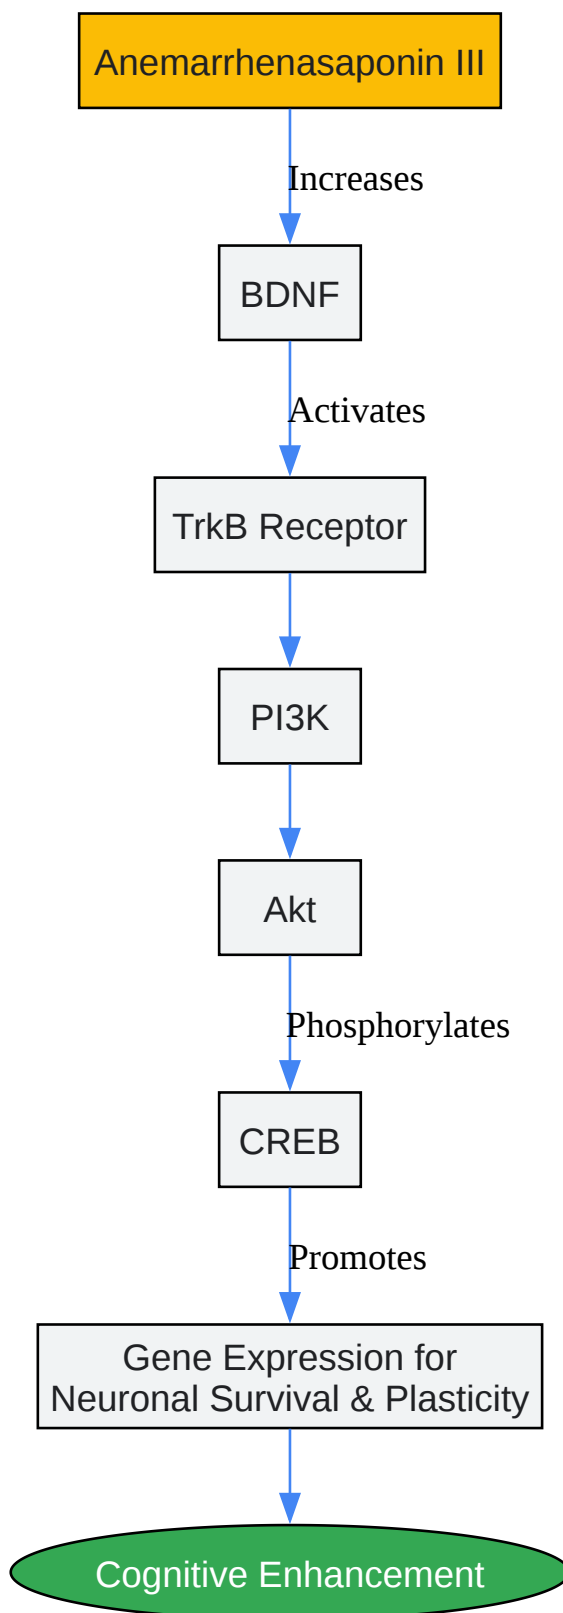 Anemarrhenasaponin III
Increases
BDNF
Activates
TrkB Receptor
PI3K
Akt
Phosphorylates
CREB
Promotes
Gene Expression for
Neuronal Survival & Plasticity
Cognitive Enhancement